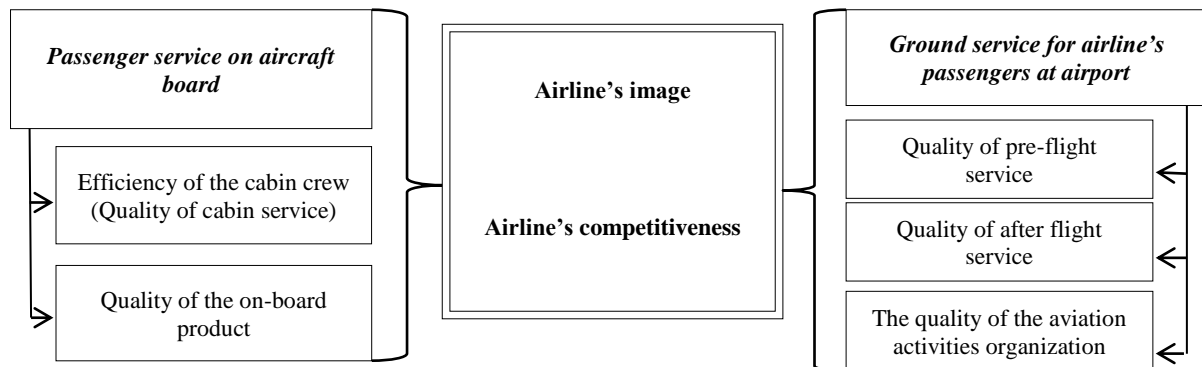 Passenger service on aircraft
board
Efficiency of the cabin crew
(Quality of cabin service)
Quality of the on-board
product
Airline’s image
Airline’s competitiveness
Ground service for airline’s
passengers at airport
Quality of pre-flight
service
Quality of after flight
service
The quality of the aviation
activities organization